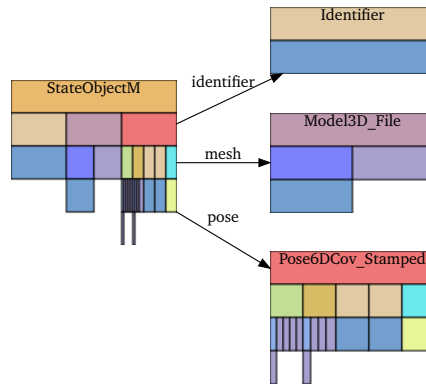 Identifier
StateObjectM
identifier
Model3D_File
mesh
pose
Pose6DCov_Stamped